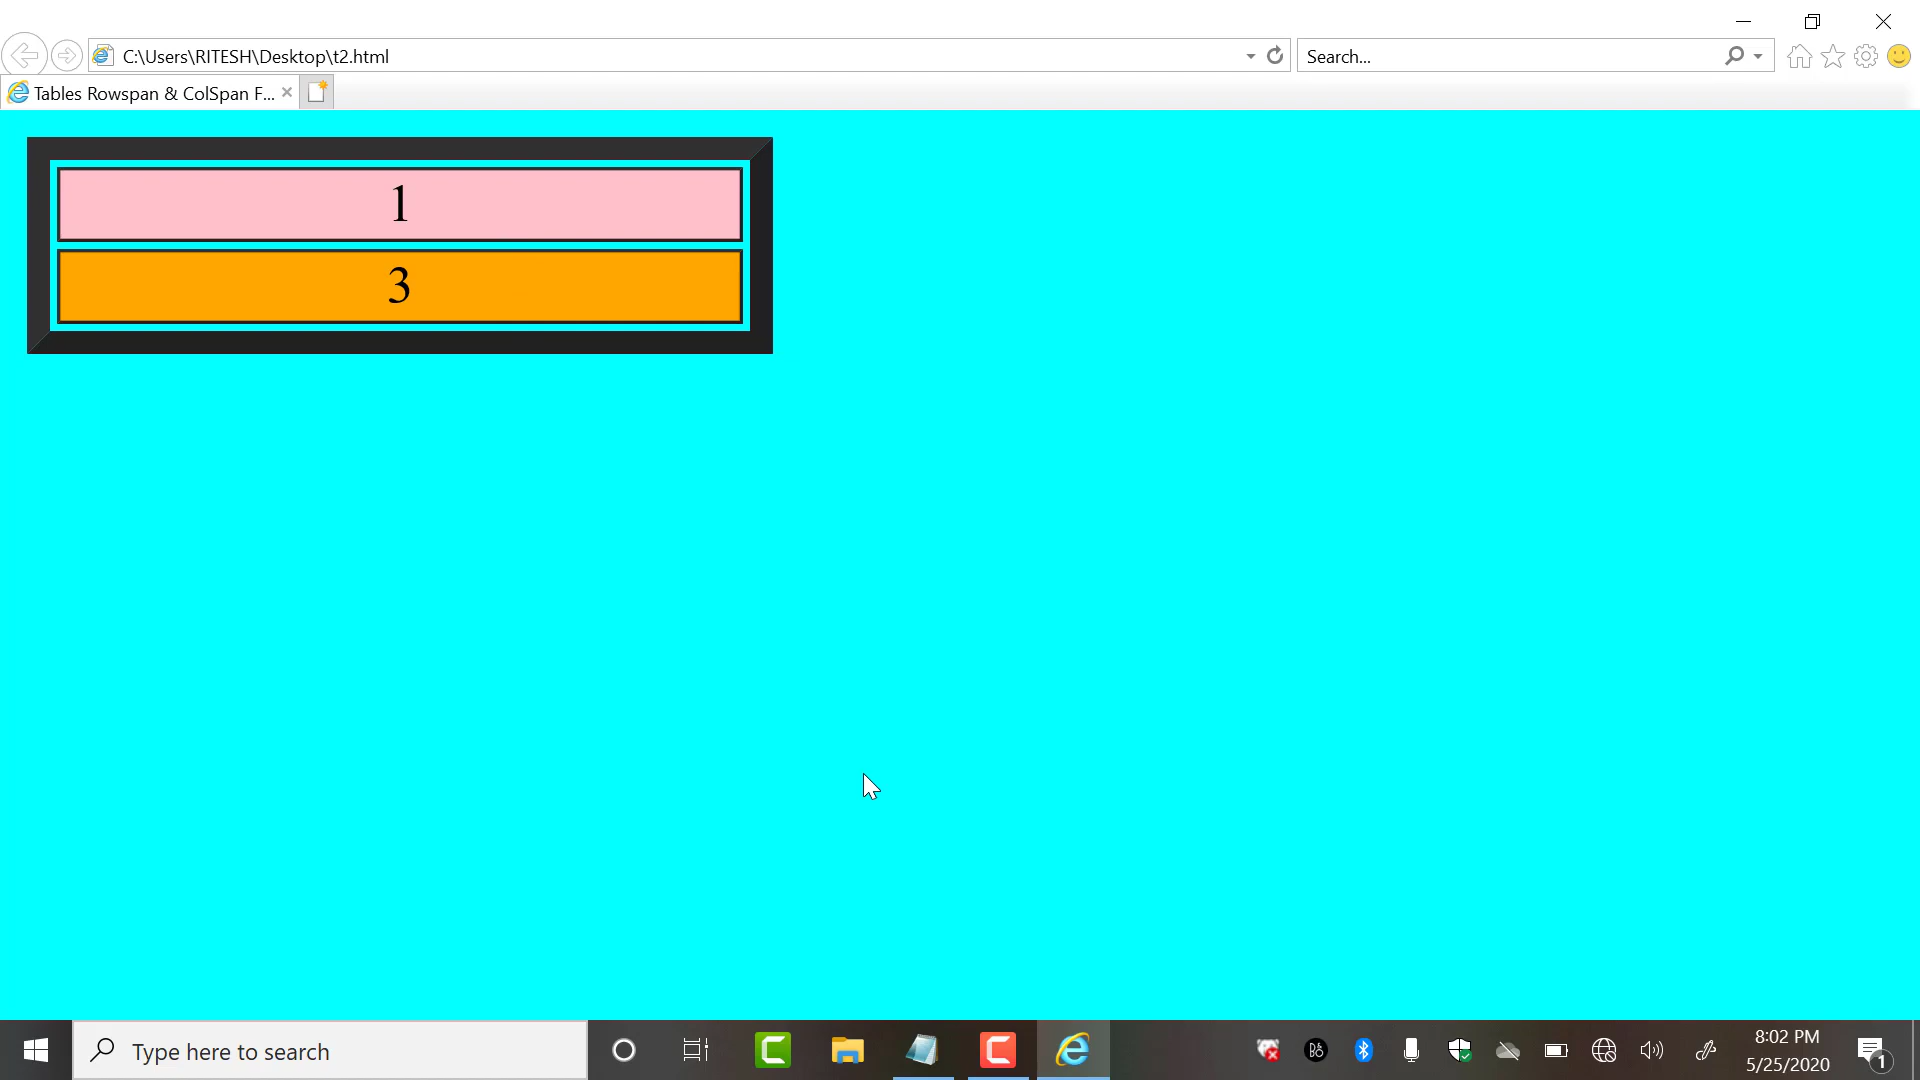 C:\Users\RITESH\Desktop\t2.html
Search...
Tables Rowspan & ColSpan F...
1
3
Type here to search
8:02 PM
5/25/2020
1